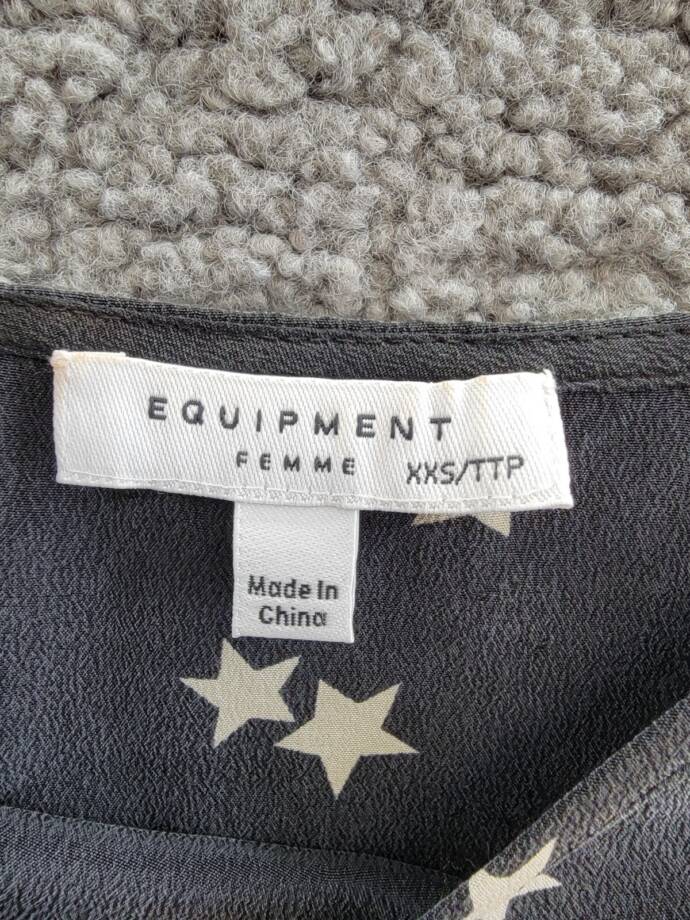 EQUIPMENT
FEMME XXS/TTP
Made In
China